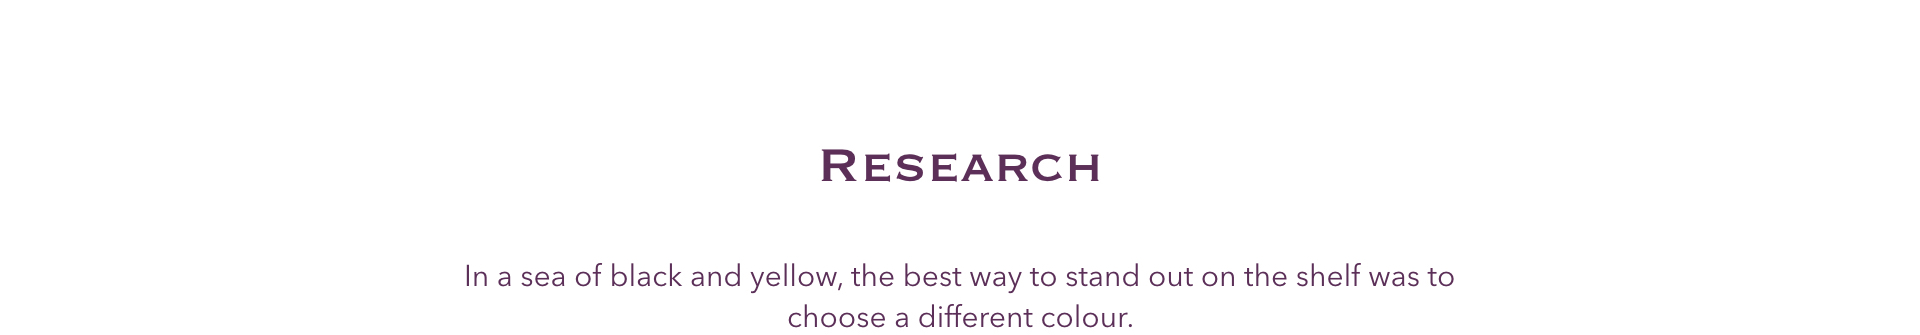 Research
In a sea of black and yellow, the best way to stand out on the shelf was to
choose a different colour.